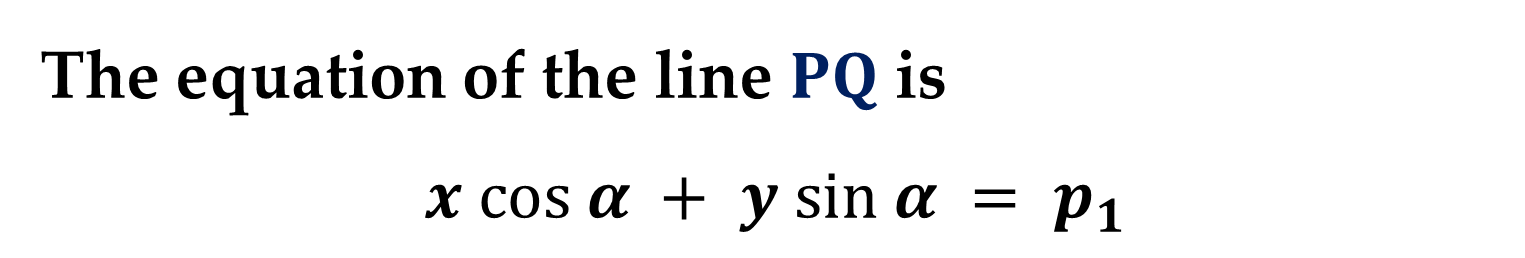 The equation of the line PQ is
x cos α + y sin α = p₁